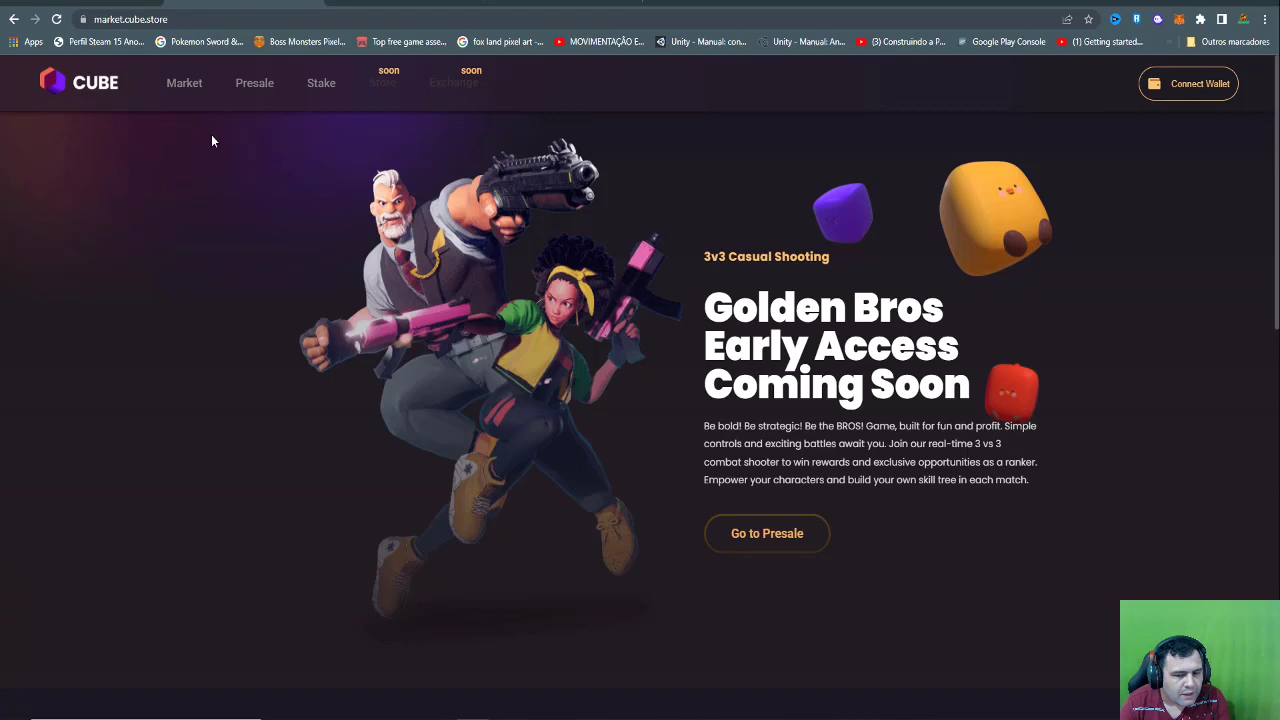 market.cube.store
Apps
Perfil Steam 15 Ano...
Pokemon Sword &...
Boss Monsters Pixel...
Top free game asse...
fox land pixel art -...
MOVIMENTAÇÃO E...
Unity - Manual: con...
Unity - Manual: An...
(3) Construindo a P...
Google Play Console
(1) Getting started...
Outros marcadores
CUBE
Market
Presale
Stake
soon
Store
soon
Exchange
Connect Wallet
3v3 Casual Shooting
Golden Bros
Early Access
Coming Soon
Be bold! Be strategic! Be the BROS! Game, built for fun and profit. Simple
controls and exciting battles await you. Join our real-time 3 vs 3
combat shooter to win rewards and exclusive opportunities as a ranker.
Empower your characters and build your own skill tree in each match.
Go to Presale